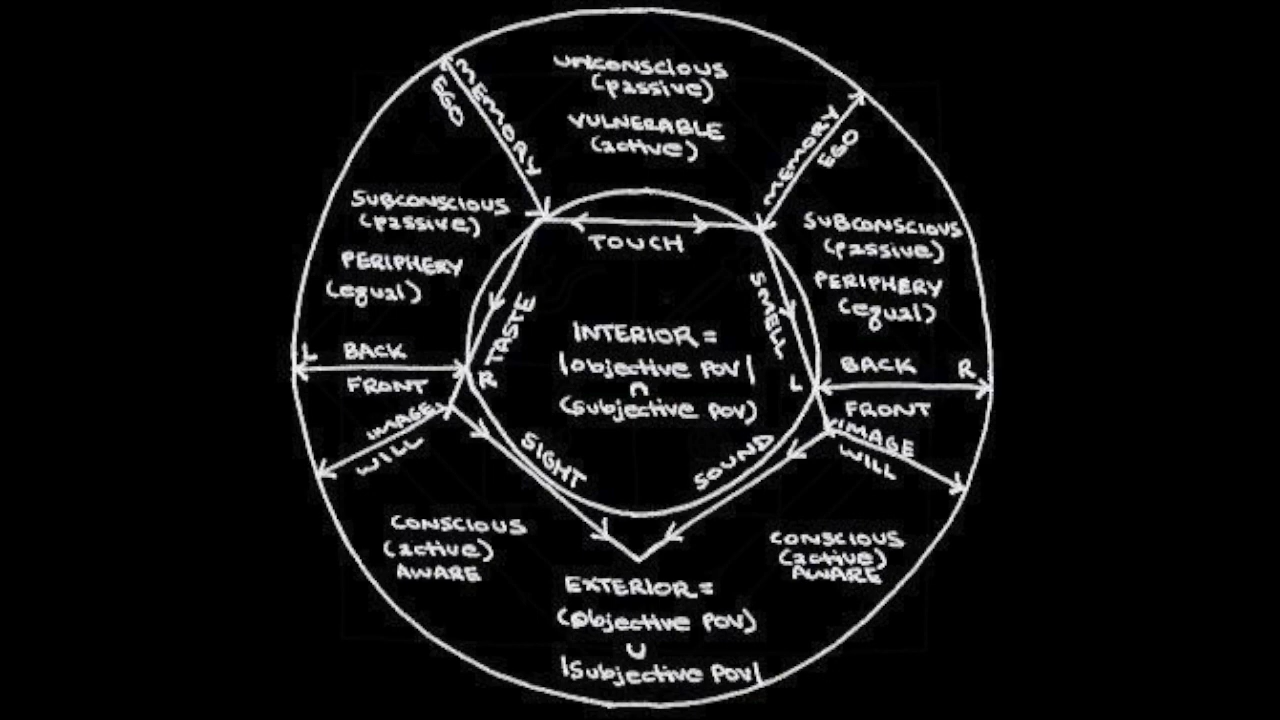 UNCONSCIOUS
(passive)
VULNERABLE
(active)
MEMORY
EGO
MEMORY
EGO
SUBCONSCIOUS
(passive)
PERIPHERY
(equal)
SUBCONSCIOUS
(passive)
PERIPHERY
(equal)
TOUCH
TASTE
SMELL
INTERIOR =
|objective POV|
∩
(subjective POV)
L BACK
FRONT
R
L
BACK R
FRONT
IMAGE
WILL
IMAGE
WILL
SIGHT
SOUND
CONSCIOUS
(active)
AWARE
CONSCIOUS
(active)
AWARE
EXTERIOR =
(objective POV)
∪
|Subjective POV|